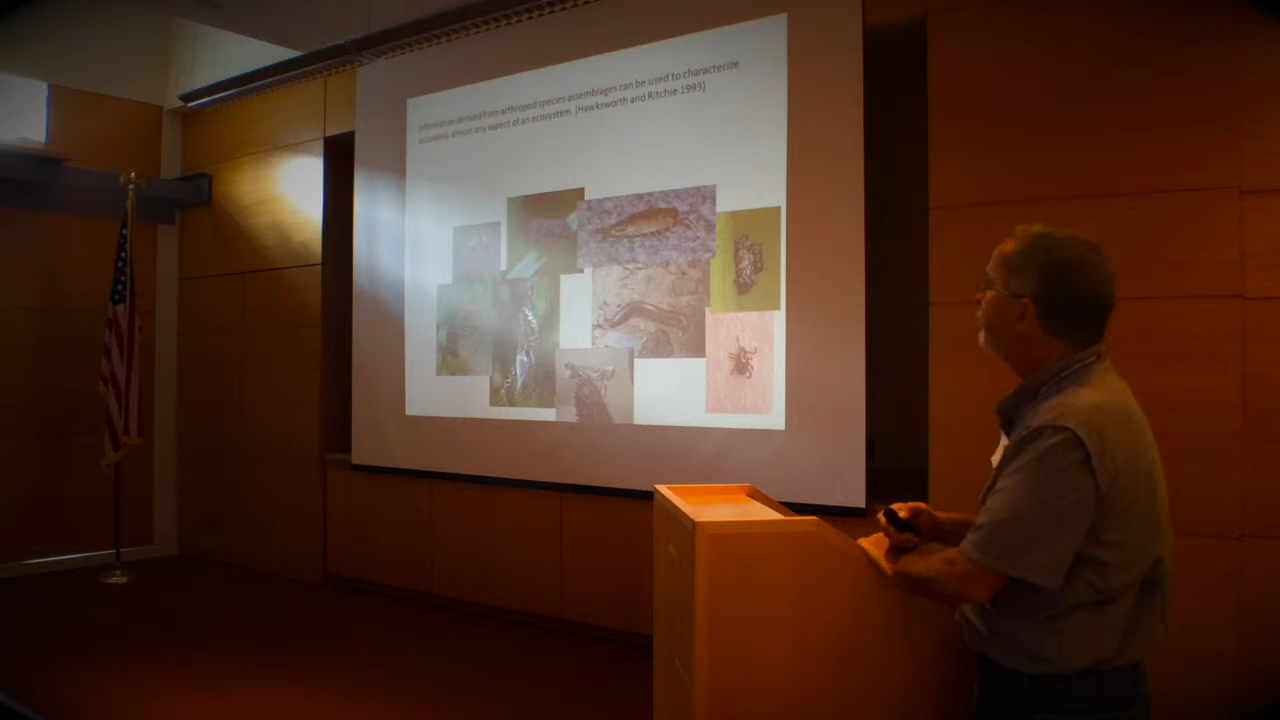 Information derived from arthropod species assemblages can be used to characterize
accurately almost any aspect of an ecosystem (Hawksworth and Ritchie 1993)